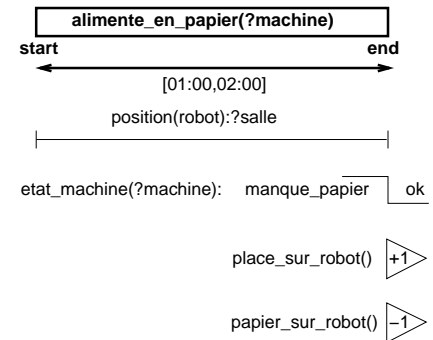 alimente_en_papier(?machine)
start end
[01:00,02:00]
position(robot):?salle
etat_machine(?machine): manque_papier ok
place_sur_robot() +1
papier_sur_robot() −1